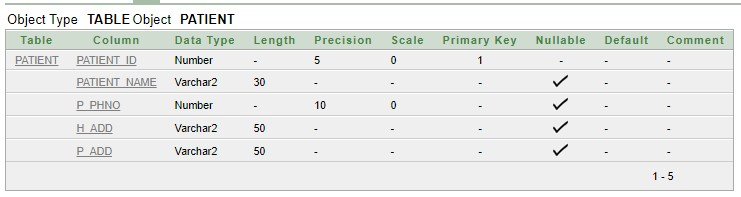 Object Type TABLE Object PATIENT
Table Column Data Type Length Precision Scale Primary Key Nullable Default Comment
PATIENT PATIENT_ID Number - 5 0 1 - - -
PATIENT_NAME Varchar2 30 - - - ✓ - -
P_PHNO Number - 10 0 - ✓ - -
H_ADD Varchar2 50 - - - ✓ - -
P_ADD Varchar2 50 - - - ✓ - -
1 - 5